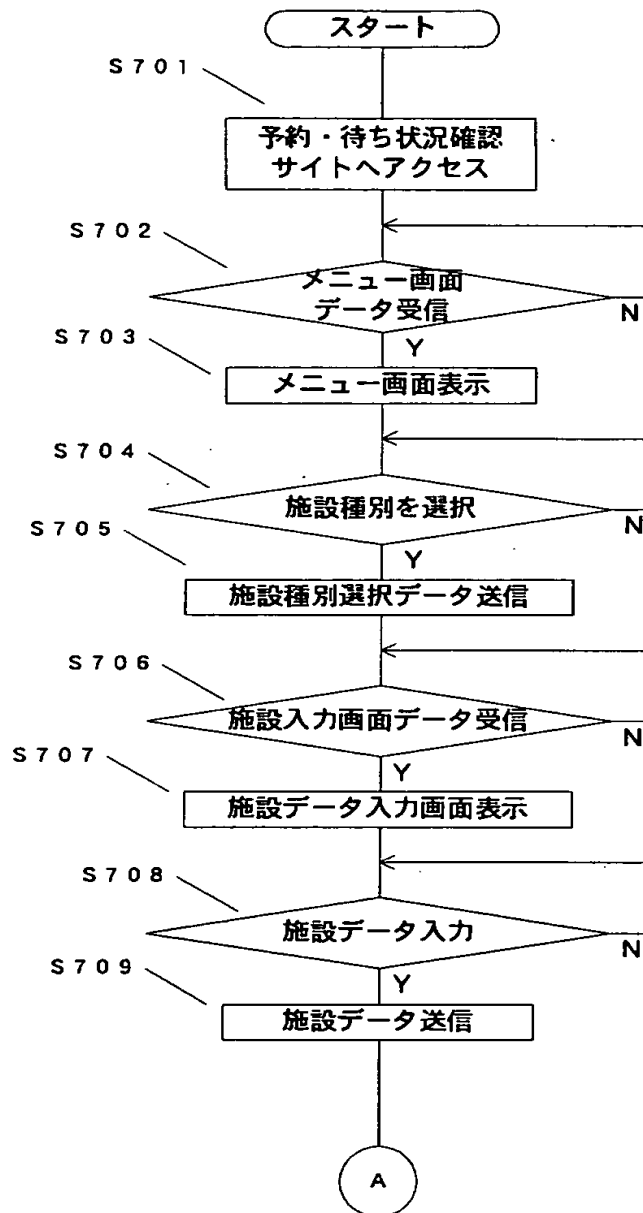 スタート
S701
予約・待ち状況確認
サイトへアクセス
S702
メニュー画面
データ受信
N
Y
S703
メニュー画面表示
S704
施設種別を選択
N
Y
S705
施設種別選択データ送信
S706
施設入力画面データ受信
N
Y
S707
施設データ入力画面表示
S708
施設データ入力
N
Y
S709
施設データ送信
A